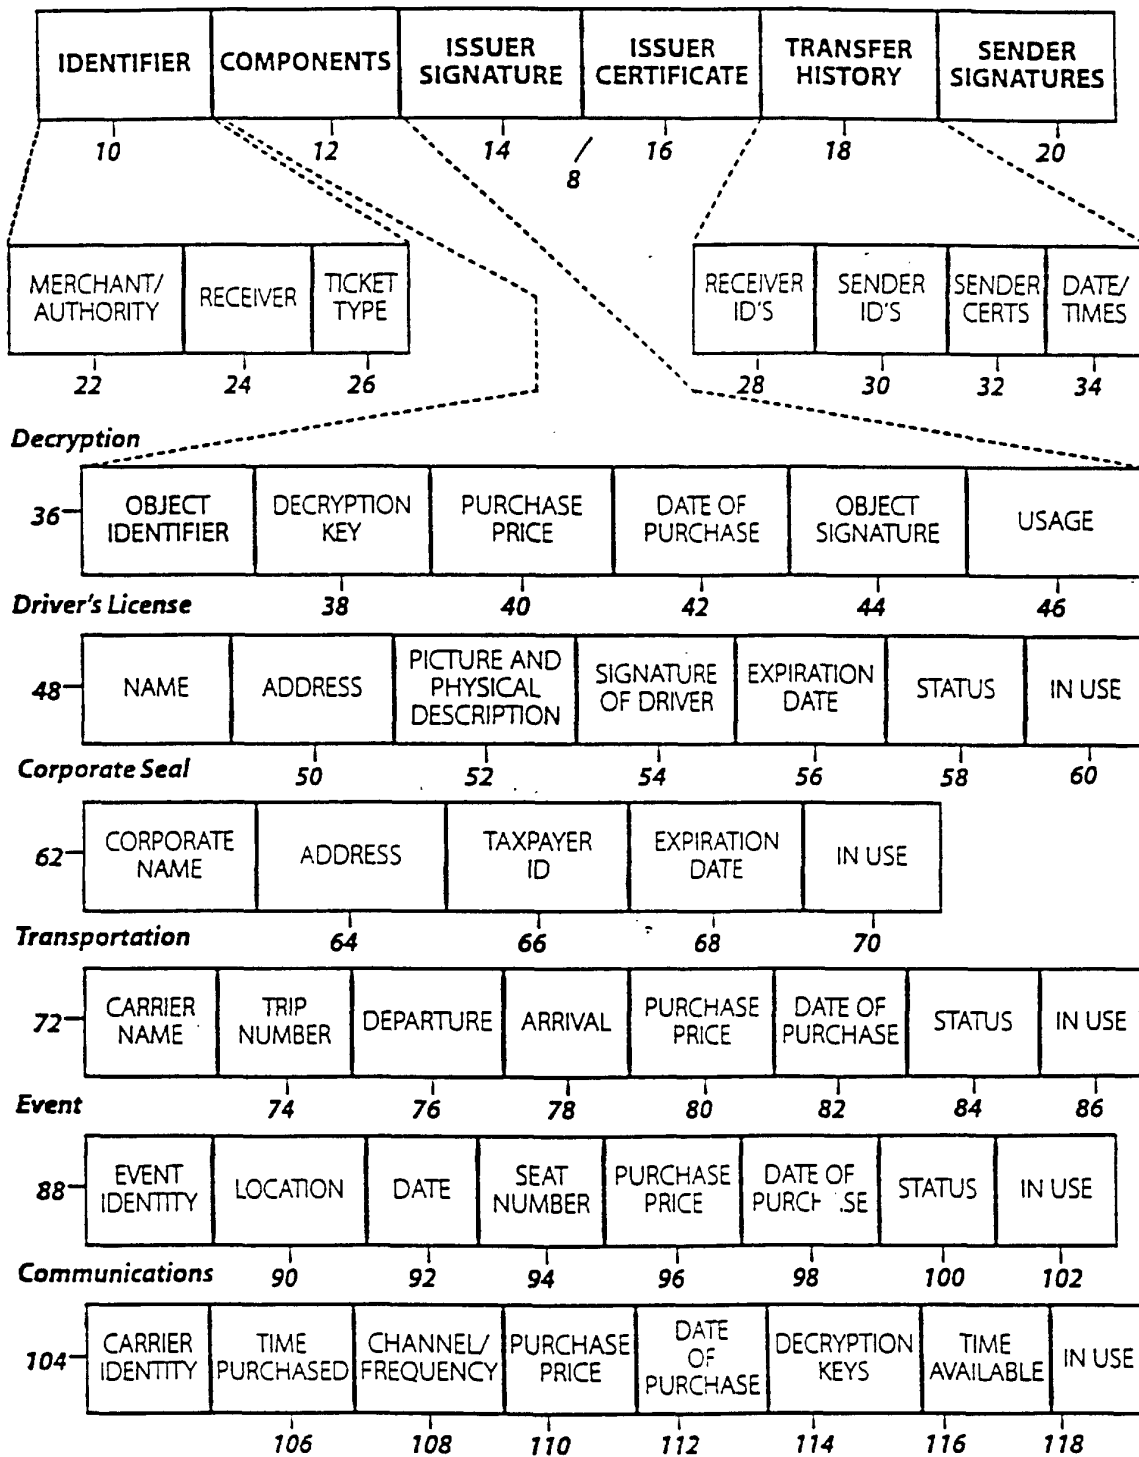 IDENTIFIER COMPONENTS ISSUER SIGNATURE ISSUER CERTIFICATE TRANSFER HISTORY SENDER SIGNATURES
10 12 14 16 18 20
8
MERCHANT/ AUTHORITY RECEIVER TICKET TYPE RECEIVER ID'S SENDER ID'S SENDER CERTS DATE/ TIMES
22 24 26 28 30 32 34
Decryption
36 OBJECT IDENTIFIER DECRYPTION KEY PURCHASE PRICE DATE OF PURCHASE OBJECT SIGNATURE USAGE
Driver's License 38 40 42 44 46
48 NAME ADDRESS PICTURE AND PHYSICAL DESCRIPTION SIGNATURE OF DRIVER EXPIRATION DATE STATUS IN USE
Corporate Seal 50 52 54 56 58 60
62 CORPORATE NAME ADDRESS TAXPAYER ID EXPIRATION DATE IN USE
Transportation 64 66 68 70
72 CARRIER NAME TRIP NUMBER DEPARTURE ARRIVAL PURCHASE PRICE DATE OF PURCHASE STATUS IN USE
Event 74 76 78 80 82 84 86
88 EVENT IDENTITY LOCATION DATE SEAT NUMBER PURCHASE PRICE DATE OF PURCHASE STATUS IN USE
Communications 90 92 94 96 98 100 102
104 CARRIER IDENTITY TIME PURCHASED CHANNEL/ FREQUENCY PURCHASE PRICE DATE OF PURCHASE DECRYPTION KEYS TIME AVAILABLE IN USE
106 108 110 112 114 116 118